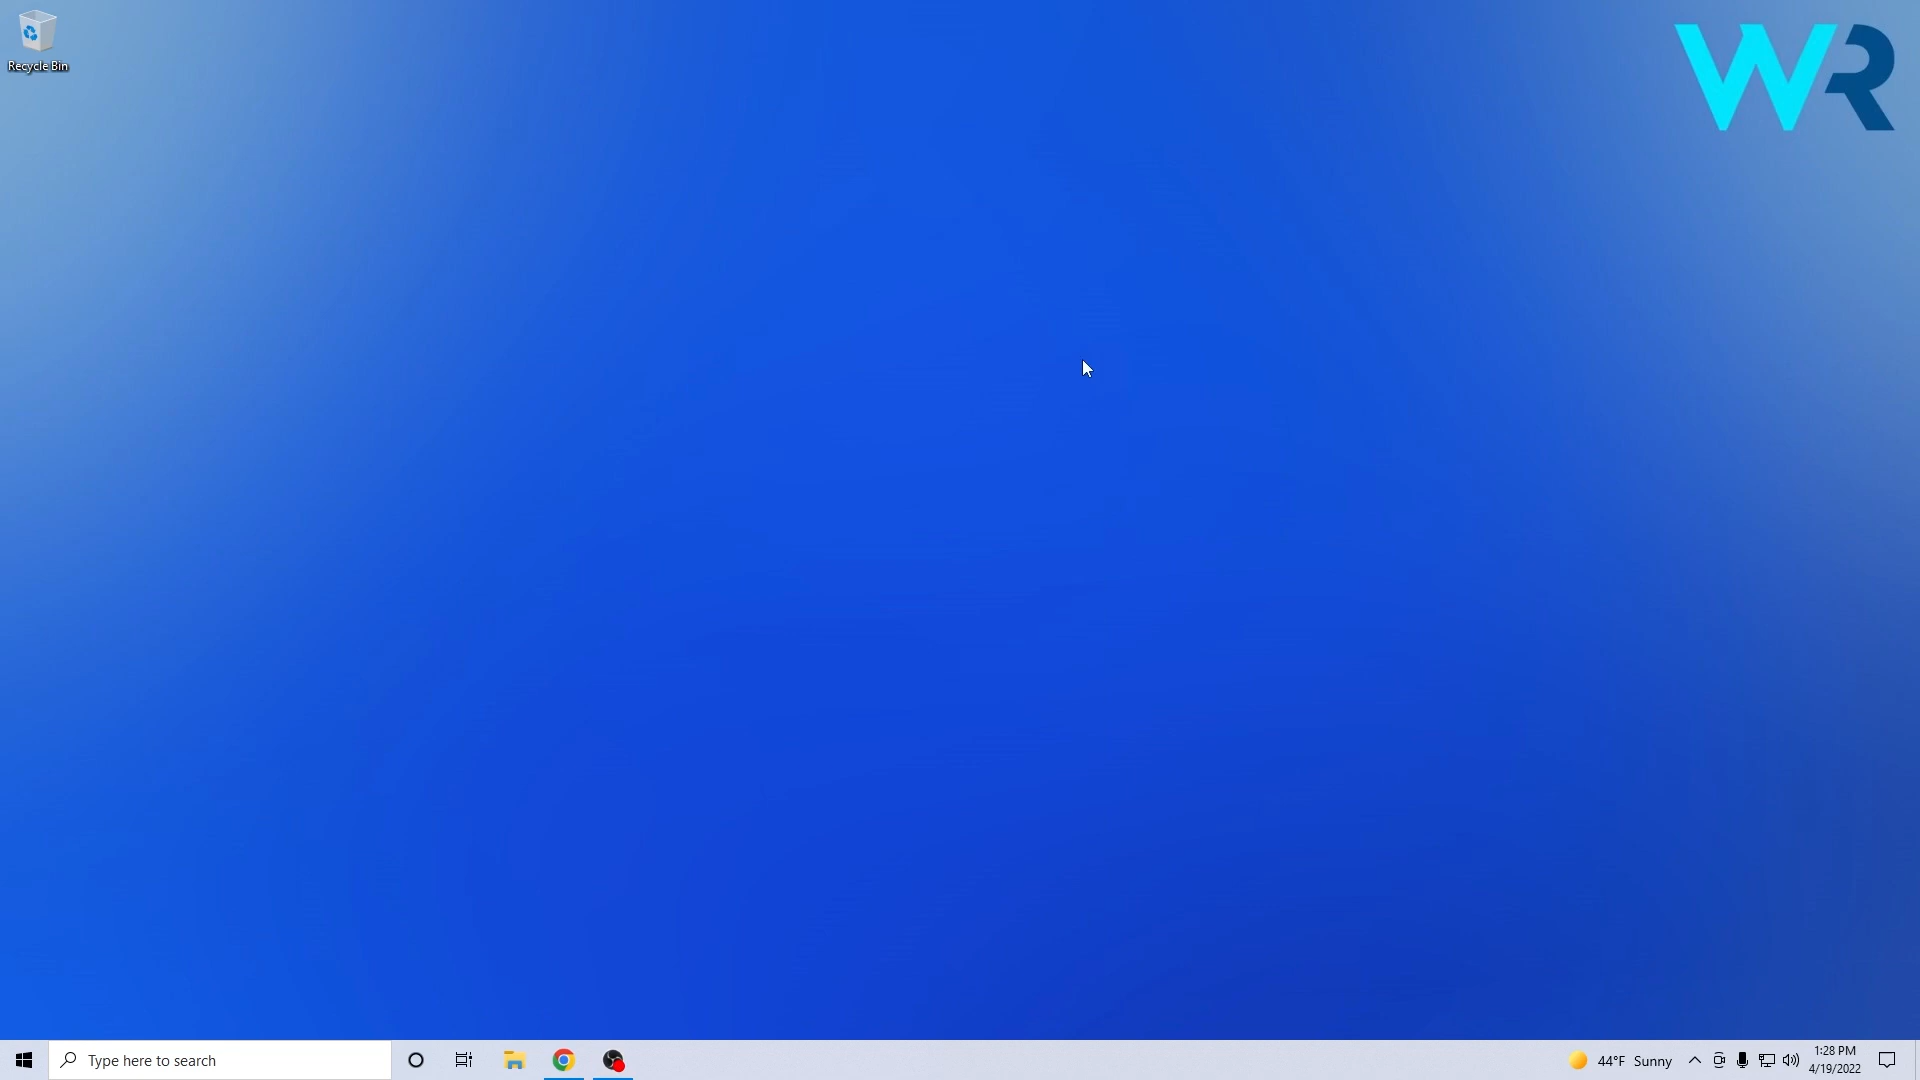 Recycle Bin
WR
Type here to search
44°F Sunny
1:28 PM
4/19/2022